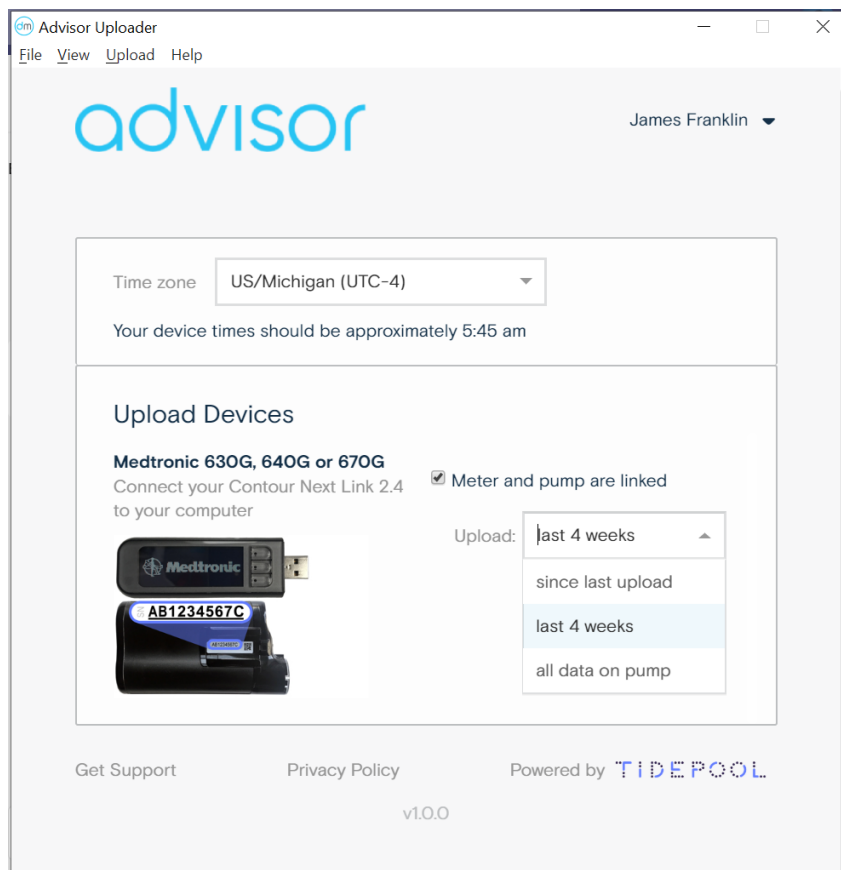 dm Advisor Uploader
File View Upload Help
advisor
James Franklin
Time zone
US/Michigan (UTC-4)
Your device times should be approximately 5:45 am
Upload Devices
Medtronic 630G, 640G or 670G
Connect your Contour Next Link 2.4
to your computer
Meter and pump are linked
Upload:
last 4 weeks
since last upload
last 4 weeks
all data on pump
Medtronic
SN AB1234567C
AB1234567C
Get Support
Privacy Policy
Powered by TIDEPOOL
v1.0.0